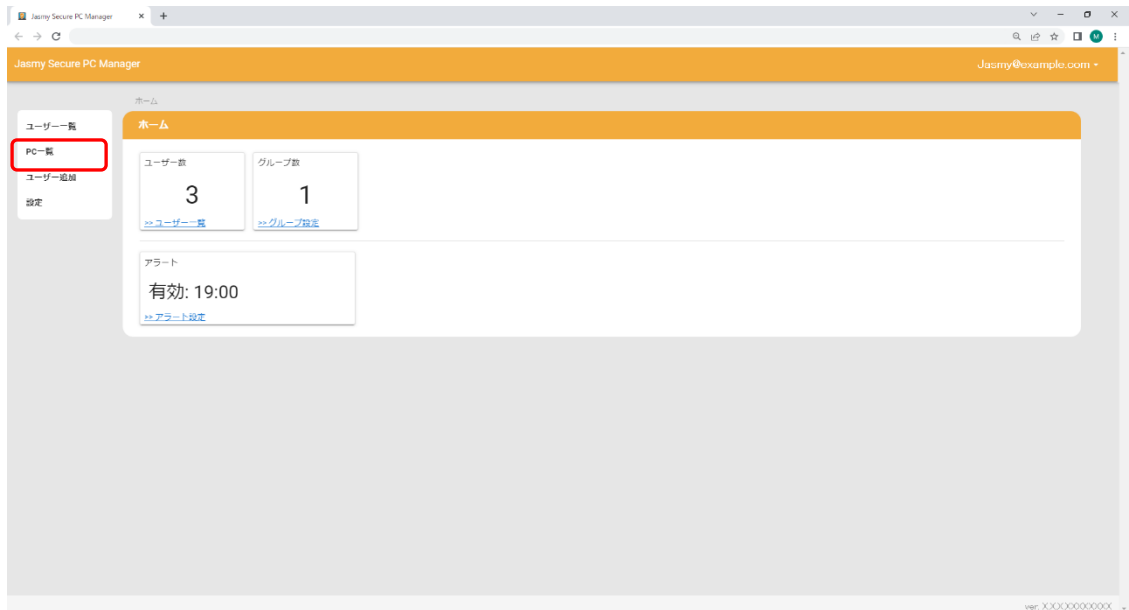 Jasmy Secure PC Manager
M
Jasmy Secure PC Manager
Jasmy@example.com
ホーム
ユーザー一覧
PC一覧
ユーザー追加
設定
ホーム
ユーザー数
3
>> ユーザー一覧
グループ数
1
>> グループ設定
アラート
有効: 19:00
>> アラート設定
ver. XXXXXXXXXXX